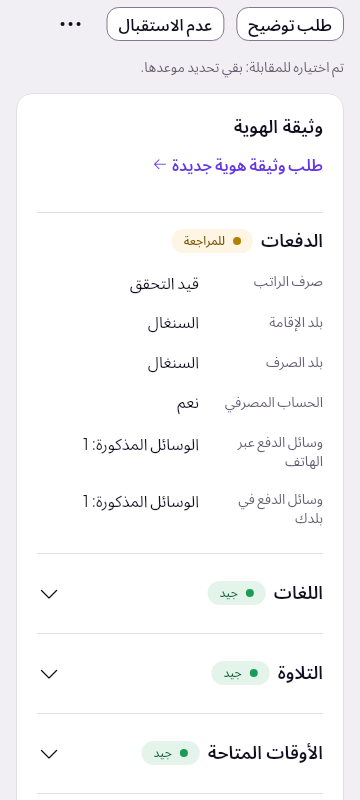 طلب توضيح
عدم الاستقبال
تم اختياره للمقابلة: بقي تحديد موعدها.
وثيقة الهوية
طلب وثيقة هوية جديدة ←
الدفعات
للمراجعة
صرف الراتب
قيد التحقق
بلد الإقامة
السنغال
بلد الصرف
السنغال
الحساب المصرفي
نعم
وسائل الدفع عبر الهاتف
الوسائل المذكورة: 1
وسائل الدفع في بلدك
الوسائل المذكورة: 1
اللغات
جيد
التلاوة
جيد
الأوقات المتاحة
جيد